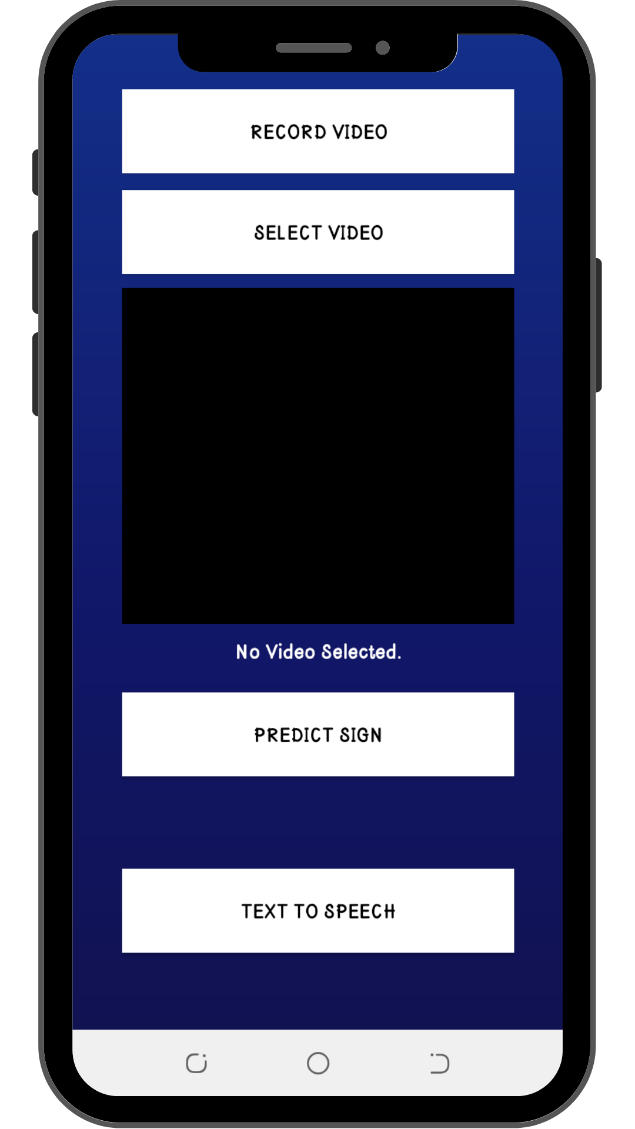 RECORD VIDEO
SELECT VIDEO
No Video Selected.
PREDICT SIGN
TEXT TO SPEECH